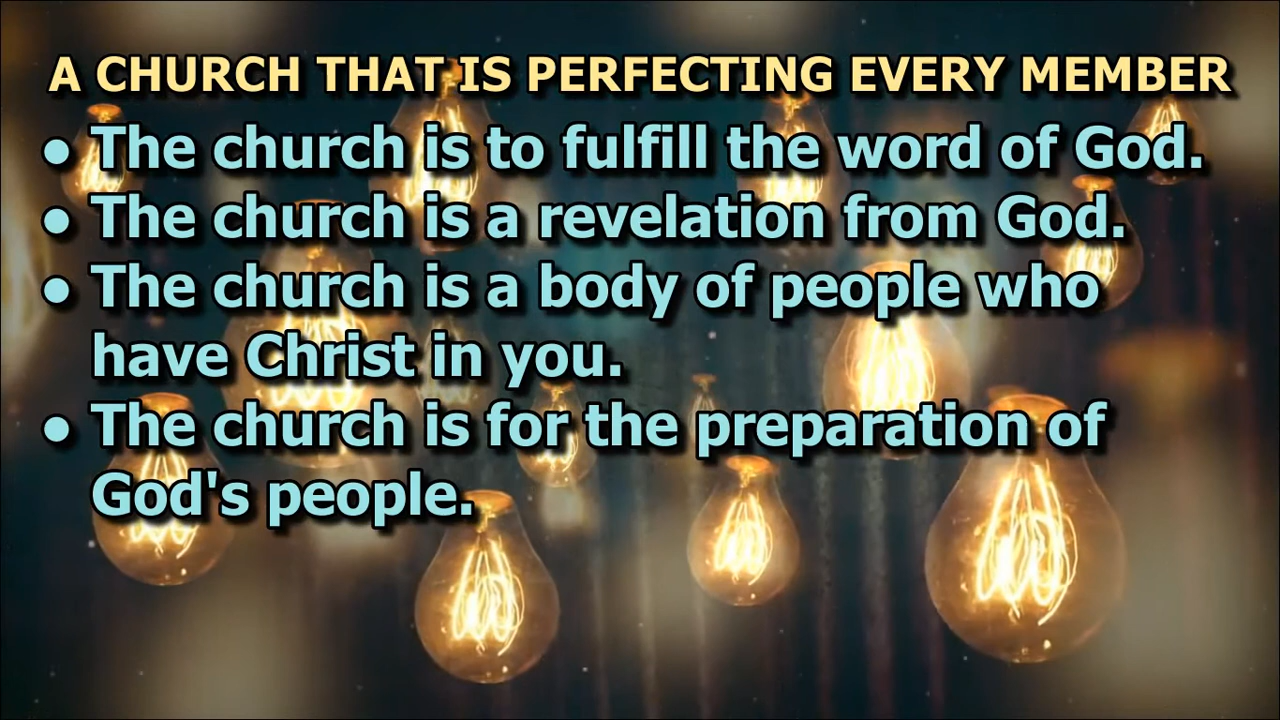 A CHURCH THAT IS PERFECTING EVERY MEMBER
● The church is to fulfill the word of God.
● The church is a revelation from God.
● The church is a body of people who
have Christ in you.
● The church is for the preparation of
God's people.